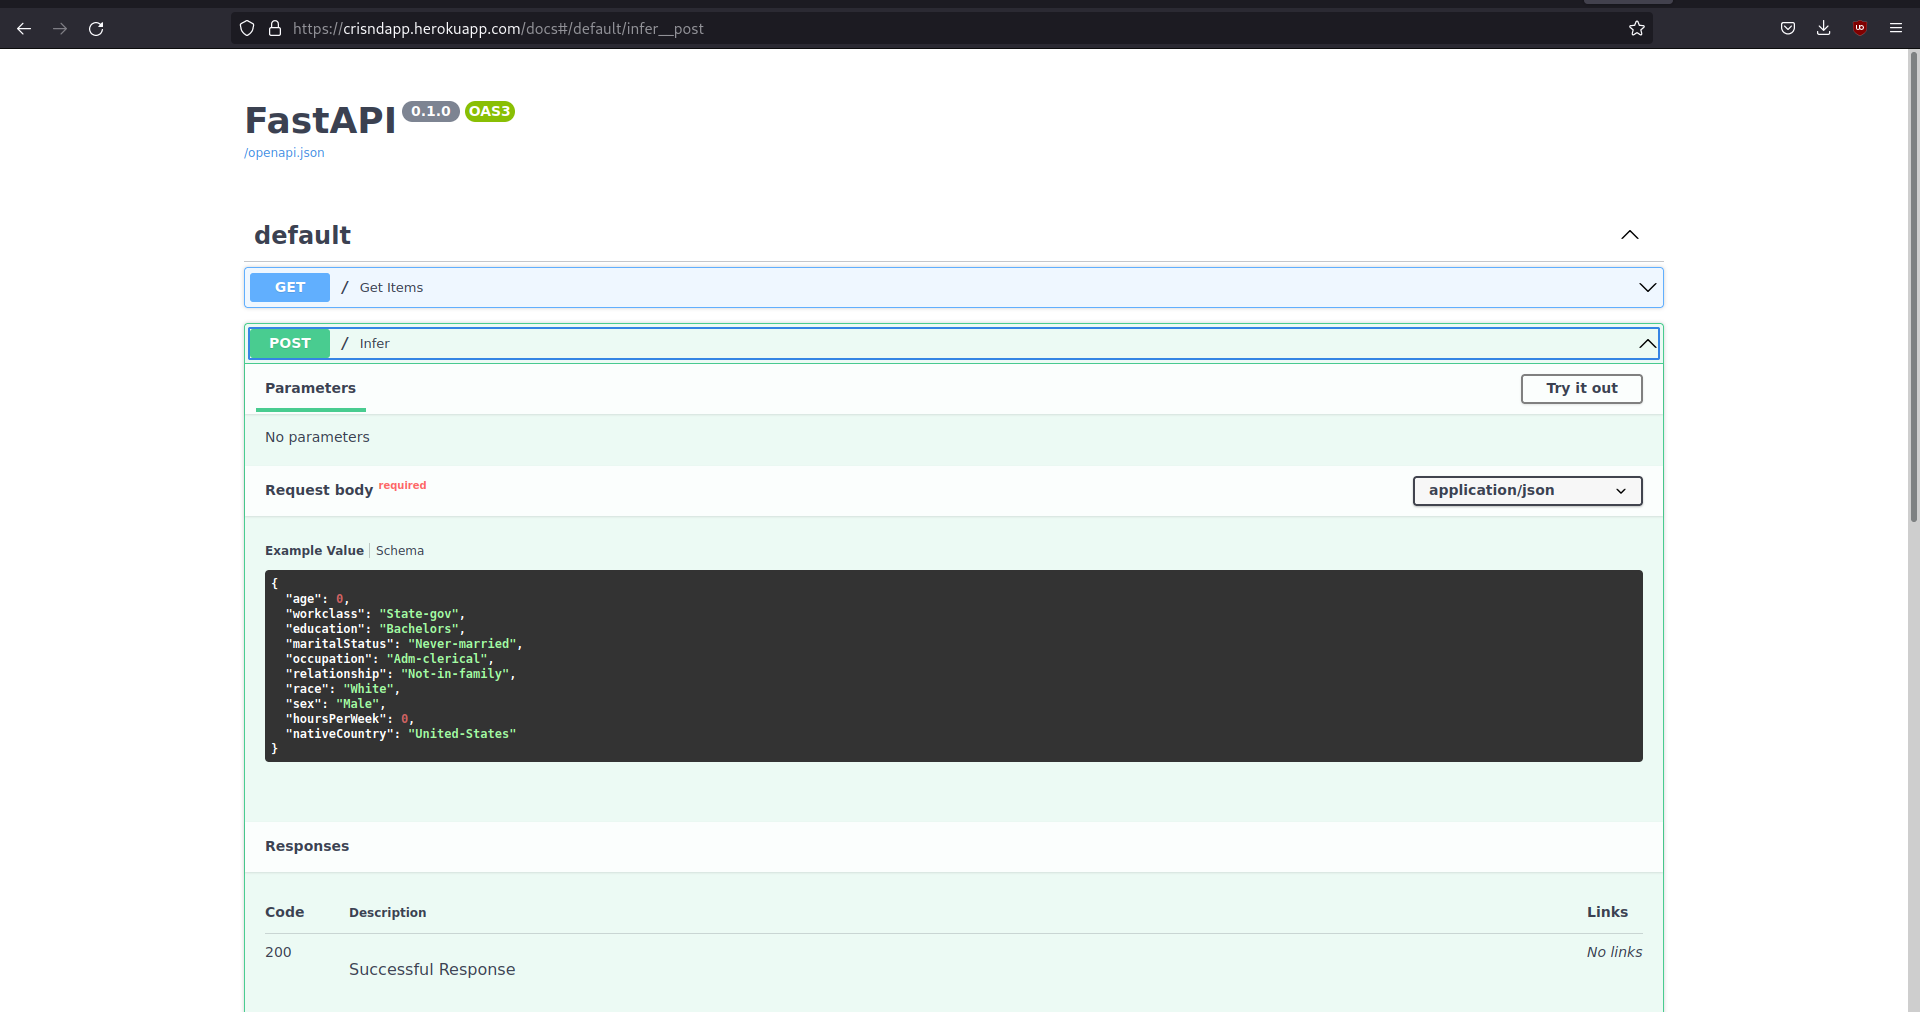 https://crisndapp.herokuapp.com/docs#/default/infer__post
FastAPI 0.1.0 OAS3
/openapi.json
default
GET / Get Items
POST / Infer
Parameters
Try it out
No parameters
Request body required
application/json
Example Value Schema
{
"age": 0,
"workclass": "State-gov",
"education": "Bachelors",
"maritalStatus": "Never-married",
"occupation": "Adm-clerical",
"relationship": "Not-in-family",
"race": "White",
"sex": "Male",
"hoursPerWeek": 0,
"nativeCountry": "United-States"
}
Responses
Code Description Links
200 No links
Successful Response